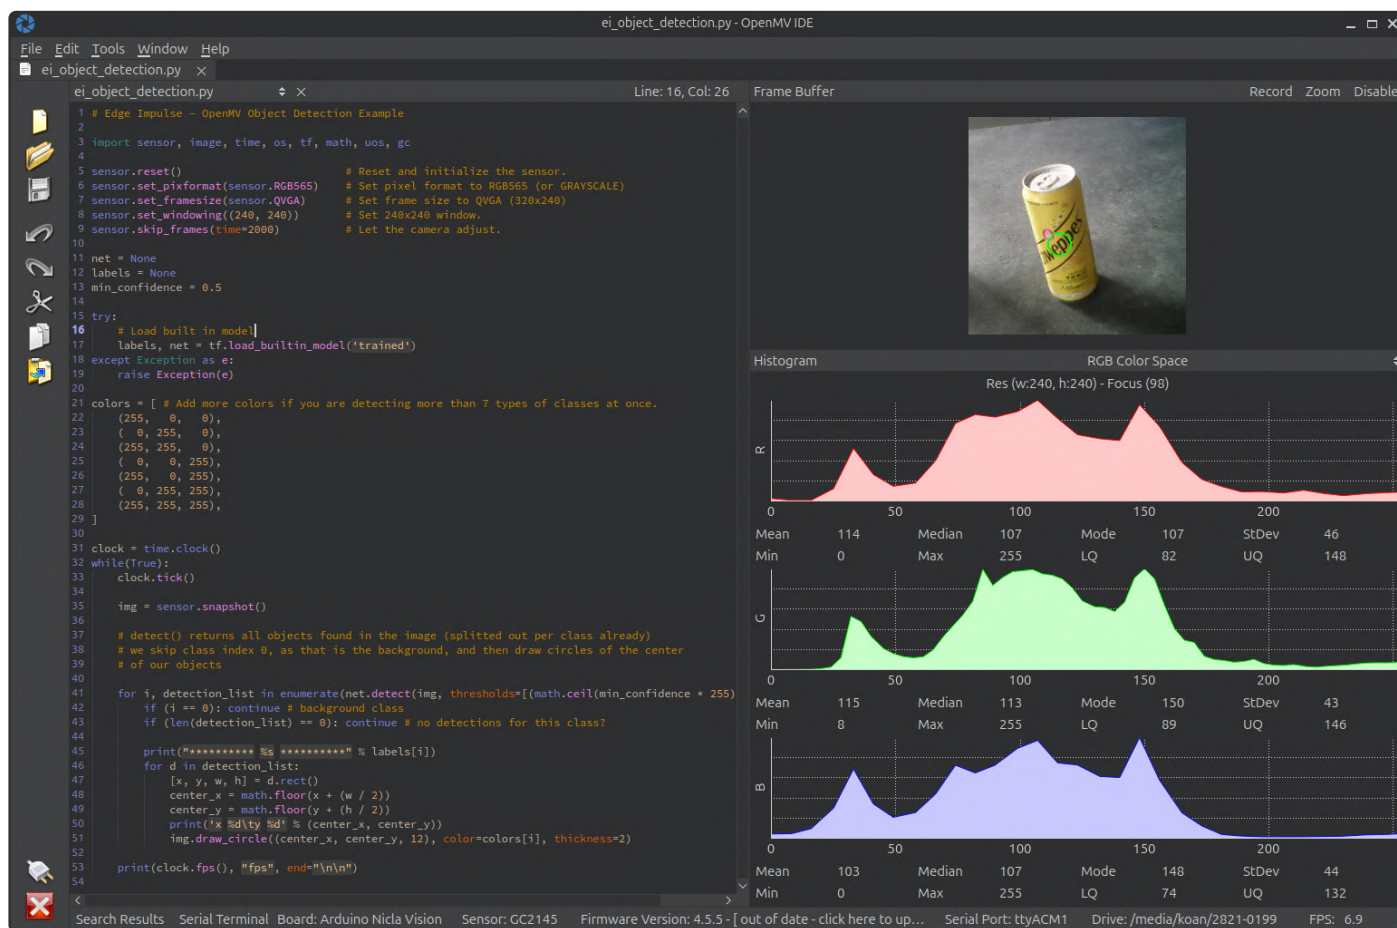 ei_object_detection.py - OpenMV IDE
File Edit Tools Window Help
ei_object_detection.py
ei_object_detection.py Line: 16, Col: 26 Frame Buffer Record Zoom Disable
1 # Edge Impulse - OpenMV Object Detection Example
2
3 import sensor, image, time, os, tf, math, uos, gc
4
5 sensor.reset() # Reset and initialize the sensor.
6 sensor.set_pixformat(sensor.RGB565) # Set pixel format to RGB565 (or GRAYSCALE)
7 sensor.set_framesize(sensor.QVGA) # Set frame size to QVGA (320x240)
8 sensor.set_windowing((240, 240)) # Set 240x240 window.
9 sensor.skip_frames(time=2000) # Let the camera adjust.
10
11 net = None
12 labels = None
13 min_confidence = 0.5
14
15 try:
16 # Load built in model
17 labels, net = tf.load_builtin_model('trained')
18 except Exception as e:
19 raise Exception(e)
20
21 colors = [ # Add more colors if you are detecting more than 7 types of classes at once.
22 (255, 0, 0),
23 ( 0, 255, 0),
24 (255, 255, 0),
25 ( 0, 0, 255),
26 (255, 0, 255),
27 ( 0, 255, 255),
28 (255, 255, 255),
29 ]
30
31 clock = time.clock()
32 while(True):
33 clock.tick()
34
35 img = sensor.snapshot()
36
37 # detect() returns all objects found in the image (splitted out per class already)
38 # we skip class index 0, as that is the background, and then draw circles of the center
39 # of our objects
40
41 for i, detection_list in enumerate(net.detect(img, thresholds=[(math.ceil(min_confidence * 255)
42 if (i == 0): continue # background class
43 if (len(detection_list) == 0): continue # no detections for this class?
44
45 print("********** %s **********" % labels[i])
46 for d in detection_list:
47 [x, y, w, h] = d.rect()
48 center_x = math.floor(x + (w / 2))
49 center_y = math.floor(y + (h / 2))
50 print('x %d\ty %d' % (center_x, center_y))
51 img.draw_circle((center_x, center_y, 12), color=colors[i], thickness=2)
52
53 print(clock.fps(), "fps", end="\n\n")
54
Histogram RGB Color Space
Res (w:240, h:240) - Focus (98)
R
0 50 100 150 200
Mean 114 Median 107 Mode 107 StDev 46
Min 0 Max 255 LQ 82 UQ 148
G
0 50 100 150 200
Mean 115 Median 113 Mode 150 StDev 43
Min 8 Max 255 LQ 89 UQ 146
B
0 50 100 150 200
Mean 103 Median 107 Mode 148 StDev 44
Min 0 Max 255 LQ 74 UQ 132
Search Results Serial Terminal Board: Arduino Nicla Vision Sensor: GC2145 Firmware Version: 4.5.5 - [ out of date - click here to up... Serial Port: ttyACM1 Drive: /media/koan/2821-0199 FPS: 6.9